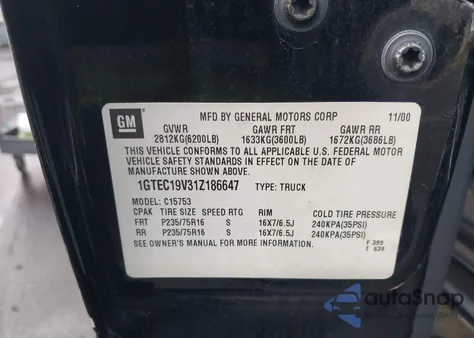 GM
MFD BY GENERAL MOTORS CORP 11/00
GVWR GAWR FRT GAWR RR
2812KG(6200LB) 1633KG(3600LB) 1672KG(3686LB)
THIS VEHICLE CONFORMS TO ALL APPLICABLE U.S. FEDERAL MOTOR
VEHICLE SAFETY STANDARDS IN EFFECT ON THE DATE OF
MANUFACTURE SHOWN ABOVE.
1GTEC19V31Z186647 TYPE: TRUCK
MODEL: C15753
CPAK TIRE SIZE SPEED RTG RIM COLD TIRE PRESSURE
FRT P235/75R16 S 16X7/6.5J 240KPA(35PSI)
RR P235/75R16 S 16X7/6.5J 240KPA(35PSI)
SEE OWNER'S MANUAL FOR MORE INFORMATION.
F 399
T 639
autoSnap